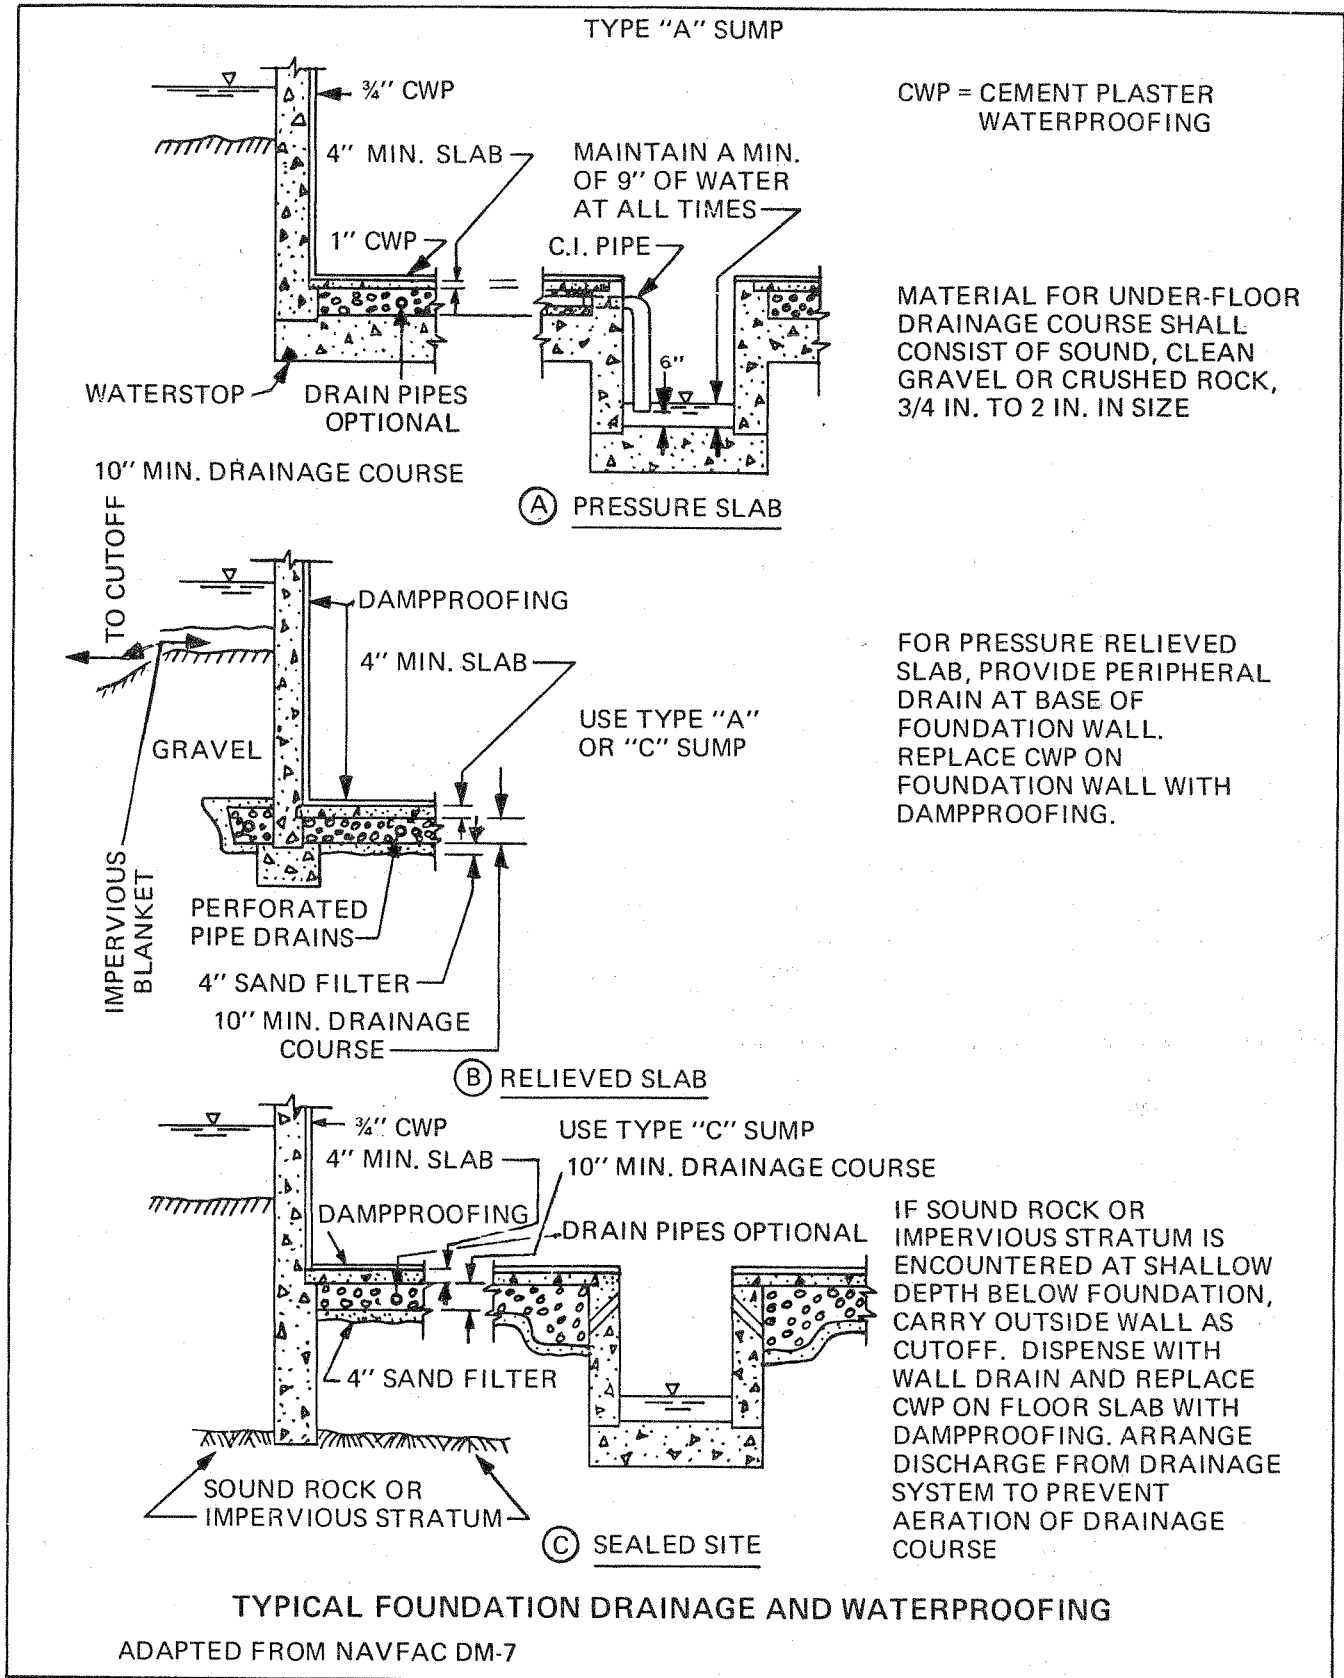 TYPE "A" SUMP
¾" CWP
CWP = CEMENT PLASTER
WATERPROOFING
4" MIN. SLAB
MAINTAIN A MIN.
OF 9" OF WATER
AT ALL TIMES
1" CWP
C.I. PIPE
6"
MATERIAL FOR UNDER-FLOOR
DRAINAGE COURSE SHALL
CONSIST OF SOUND, CLEAN
GRAVEL OR CRUSHED ROCK,
3/4 IN. TO 2 IN. IN SIZE
WATERSTOP
DRAIN PIPES
OPTIONAL
10" MIN. DRAINAGE COURSE
A PRESSURE SLAB
TO CUTOFF
DAMPPROOFING
4" MIN. SLAB
USE TYPE "A"
OR "C" SUMP
FOR PRESSURE RELIEVED
SLAB, PROVIDE PERIPHERAL
DRAIN AT BASE OF
FOUNDATION WALL.
REPLACE CWP ON
FOUNDATION WALL WITH
DAMPPROOFING.
GRAVEL
IMPERVIOUS
BLANKET
PERFORATED
PIPE DRAINS
4" SAND FILTER
10" MIN. DRAINAGE
COURSE
B RELIEVED SLAB
¾" CWP
USE TYPE "C" SUMP
4" MIN. SLAB
10" MIN. DRAINAGE COURSE
DAMPPROOFING
DRAIN PIPES OPTIONAL
4" SAND FILTER
IF SOUND ROCK OR
IMPERVIOUS STRATUM IS
ENCOUNTERED AT SHALLOW
DEPTH BELOW FOUNDATION,
CARRY OUTSIDE WALL AS
CUTOFF. DISPENSE WITH
WALL DRAIN AND REPLACE
CWP ON FLOOR SLAB WITH
DAMPPROOFING. ARRANGE
DISCHARGE FROM DRAINAGE
SYSTEM TO PREVENT
AERATION OF DRAINAGE
COURSE
SOUND ROCK OR
IMPERVIOUS STRATUM
C SEALED SITE
TYPICAL FOUNDATION DRAINAGE AND WATERPROOFING
ADAPTED FROM NAVFAC DM-7